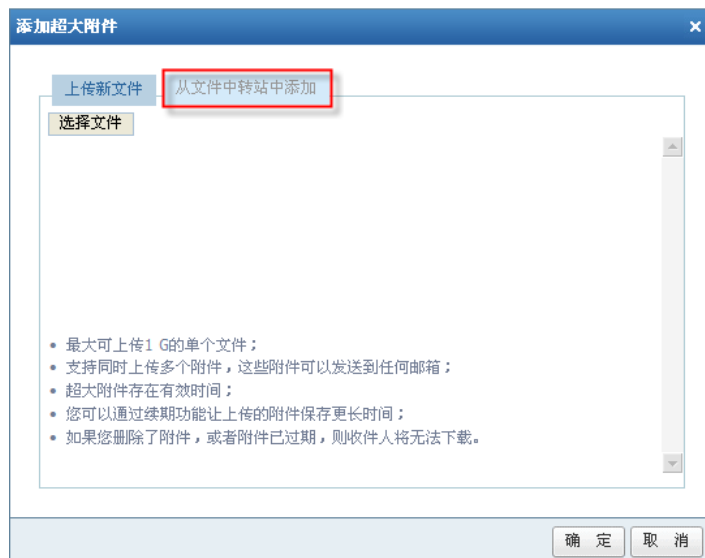 添加超大附件
上传新文件 从文件中转站中添加
选择文件
最大可上传1 G的单个文件；
支持同时上传多个附件，这些附件可以发送到任何邮箱；
超大附件存在有效时间；
您可以通过续期功能让上传的附件保存更长时间；
如果您删除了附件，或者附件已过期，则收件人将无法下载。
确 定 取 消